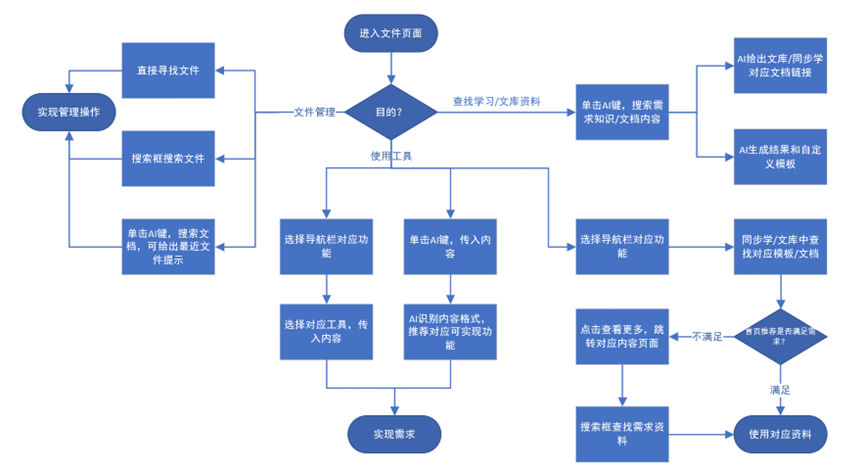 进入文件页面
直接寻找文件
AI给出文库/同步学
对应文档链接
实现管理操作
文件管理
目的?
查找学习/文库资料
单击AI键，搜索需
求知识/文档内容
搜索框搜索文件
AI生成结果和自定
义模板
使用工具
单击AI键，搜索文
档，可给出最近文
件提示
选择导航栏对应功
能
单击AI键，传入内
容
选择导航栏对应功
能
同步学/文库中查
找对应模板/文档
选择对应工具，传
入内容
AI识别内容格式，
推荐对应可实现功
能
点击查看更多，跳
转对应内容页面
不满足
首页推荐是否满足需
求?
满足
实现需求
搜索框查找需求资
料
使用对应资料